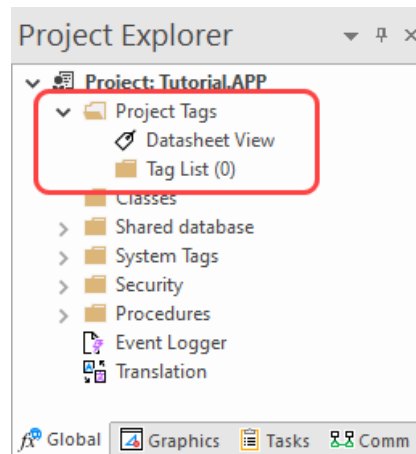 Project Explorer
Project: Tutorial.APP
Project Tags
Datasheet View
Tag List (0)
Classes
Shared database
System Tags
Security
Procedures
Event Logger
Translation
Global Graphics Tasks Comm